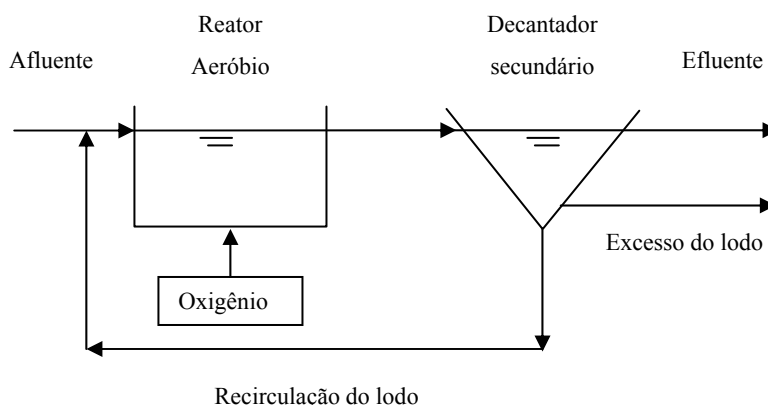 Reator
Aeróbio
Decantador
secundário
Afluente
Efluente
Excesso do lodo
Oxigênio
Recirculação do lodo